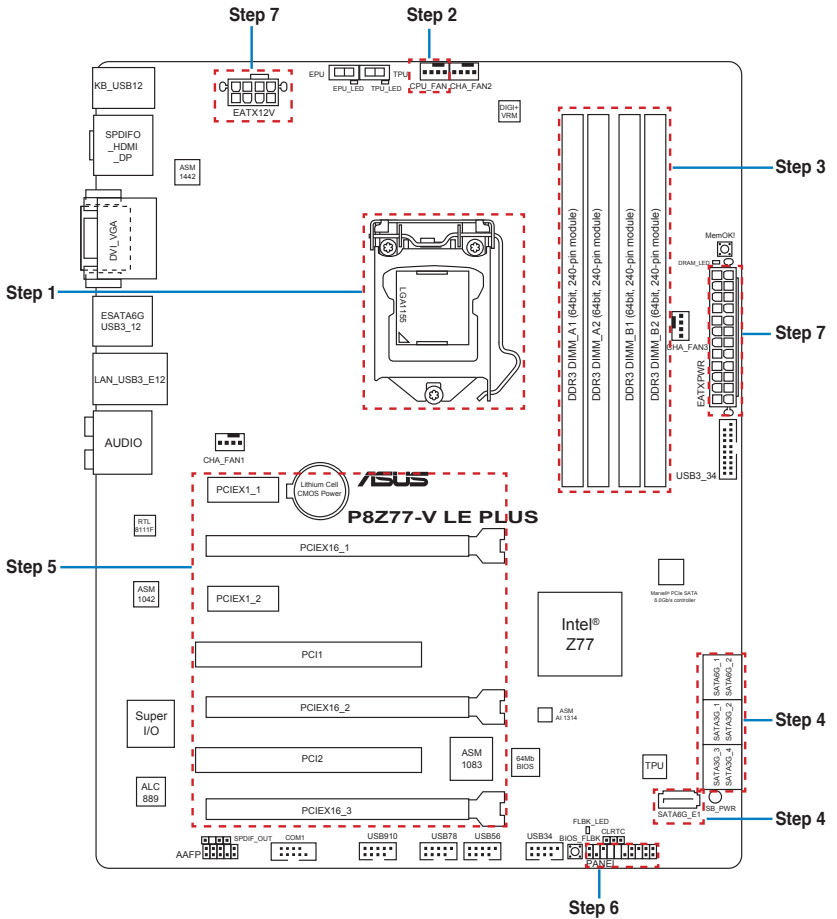 Step 7
Step 2
KB_USB12
EPU
TPU
EPU_LED
TPU_LED
CPU_FAN
CHA_FAN2
EATX12V
DIGI+
VRM
SPDIFO
_HDMI
_DP
ASM
1442
Step 3
DVI_VGA
MemOK!
DRAM_LED
Step 1
LGA1155
DDR3 DIMM_A1 (64bit, 240-pin module)
DDR3 DIMM_A2 (64bit, 240-pin module)
DDR3 DIMM_B1 (64bit, 240-pin module)
DDR3 DIMM_B2 (64bit, 240-pin module)
ESATA6G
USB3_12
CHA_FAN3
EATXPWR
Step 7
LAN_USB3_E12
AUDIO
CHA_FAN1
USB3_34
PCIEX1_1
Lithium Cell
CMOS Power
ASUS
P8Z77-V LE PLUS
RTL
8111F
PCIEX16_1
Step 5
ASM
1042
PCIEX1_2
Marvell® PCIe SATA
6.0Gb/s controller
Intel®
Z77
PCI1
SATA6G_1
SATA6G_2
Super
I/O
PCIEX16_2
ASM
AI 1314
SATA3G_1
SATA3G_2
Step 4
PCI2
ASM
1083
64Mb
BIOS
TPU
SATA3G_3
SATA3G_4
ALC
889
PCIEX16_3
SATA6G_E1
SB_PWR
Step 4
FLBK_LED
CLRTC
BIOS_FLBK
AAFP
SPDIF_OUT
COM1
USB910
USB78
USB56
USB34
PANEL
Step 6